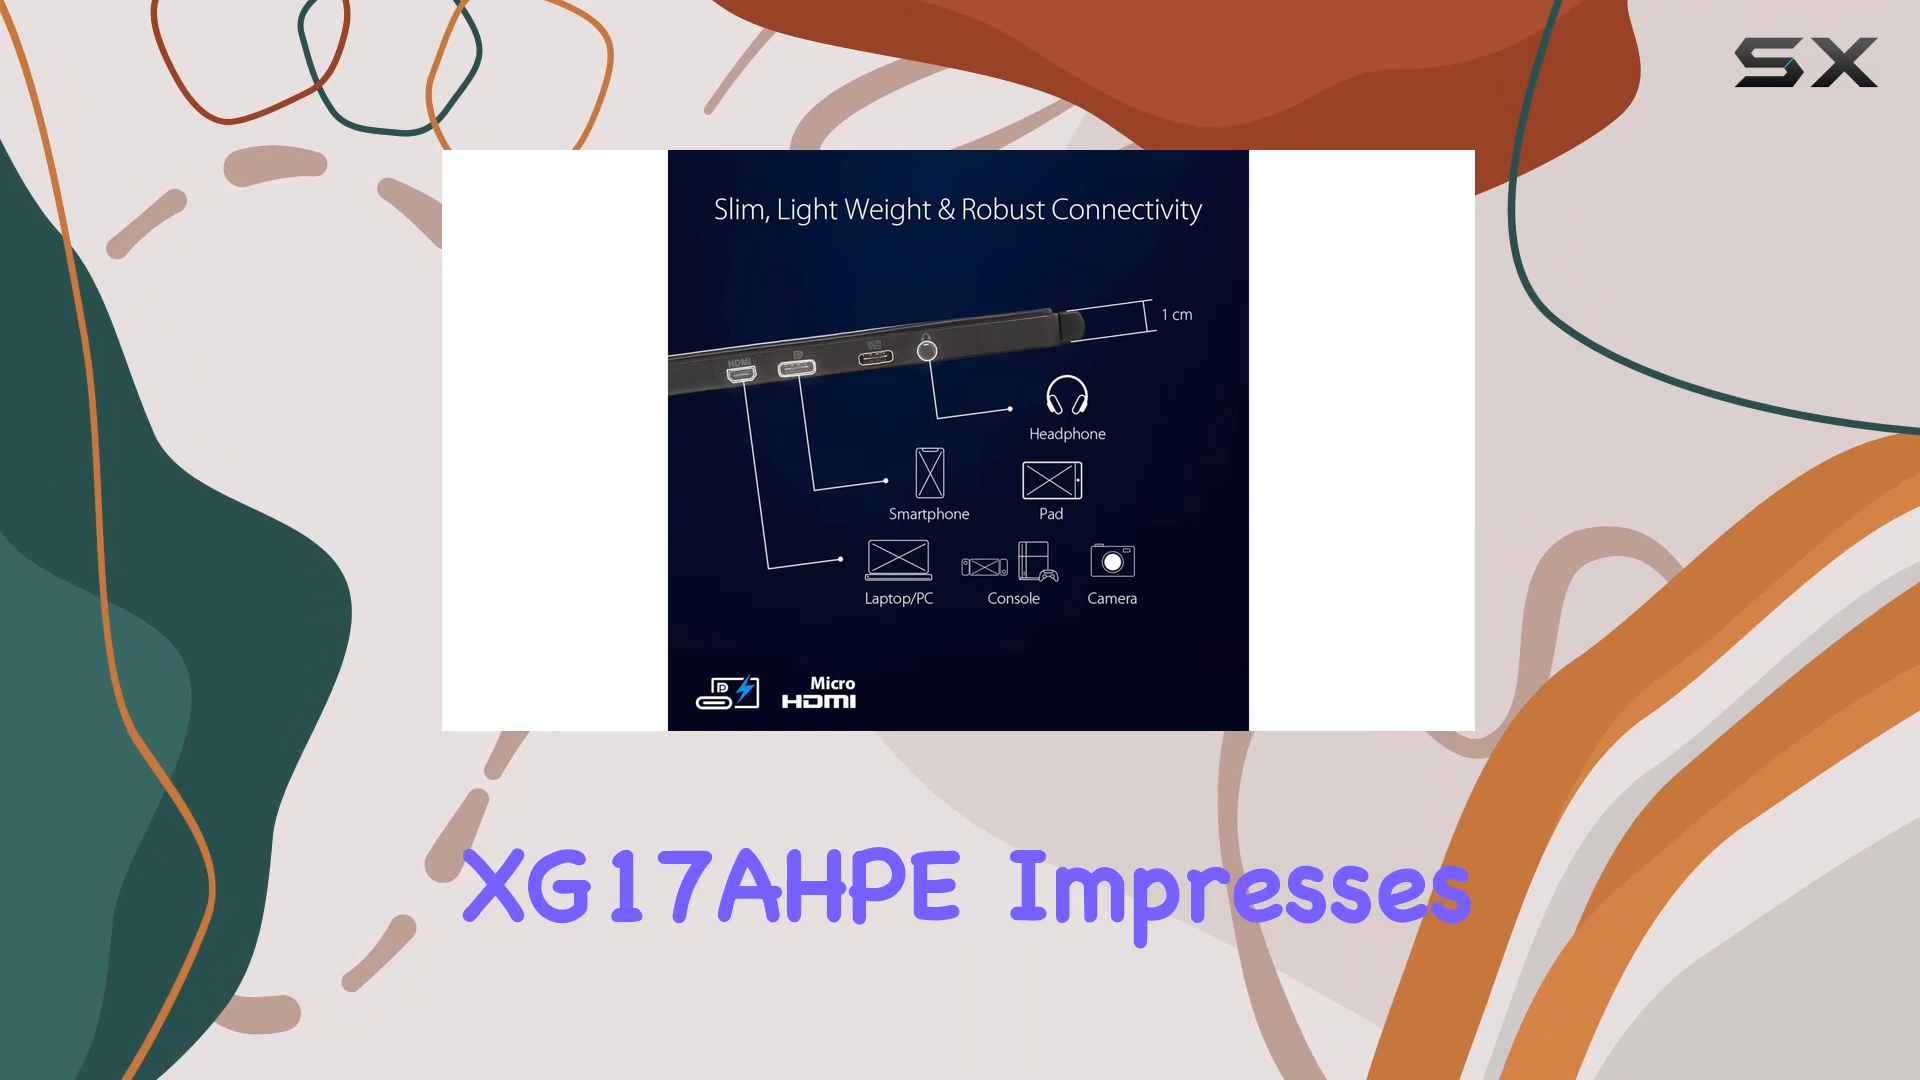 SX
Slim, Light Weight & Robust Connectivity
1 cm
HDMI
Headphone
Smartphone
Pad
Laptop/PC
Console
Camera
Micro
HDMI
XG17AHPE Impresses